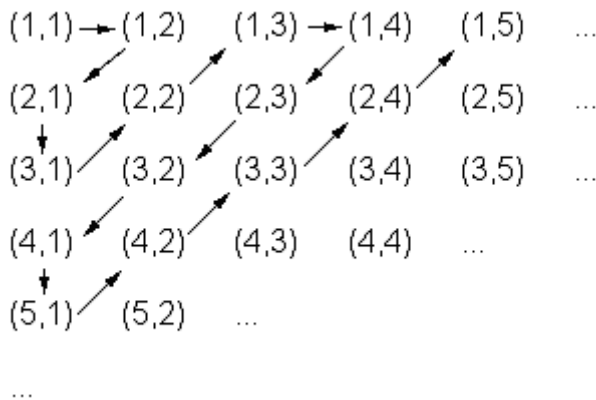 (1,1) (1,2) (1,3) (1,4) (1,5) ...
(2,1) (2,2) (2,3) (2,4) (2,5)
(3,1) (3,2) (3,3) (3,4) (3,5) ...
(4,1) (4,2) (4,3) (4,4) ...
(5,1) (5,2) ...
...